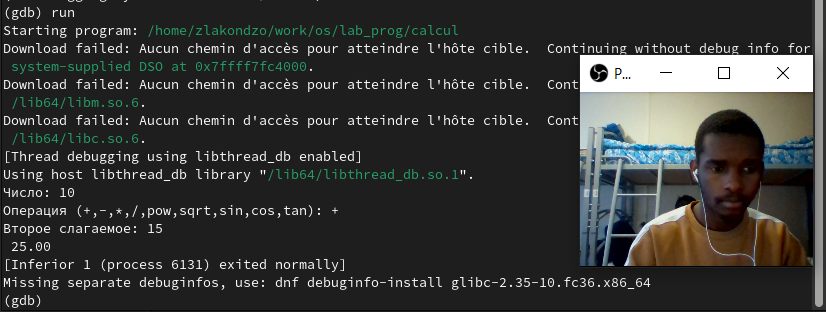 (gdb) run
Starting program: /home/zlakondzo/work/os/lab_prog/calcul
Download failed: Aucun chemin d'accès pour atteindre l'hôte cible.  Continuing without debug info for
 system-supplied DSO at 0x7ffff7fc4000.
Download failed: Aucun chemin d'accès pour atteindre l'hôte cible.  Cont
 /lib64/libm.so.6.
Download failed: Aucun chemin d'accès pour atteindre l'hôte cible.  Cont
 /lib64/libc.so.6.
[Thread debugging using libthread_db enabled]
Using host libthread_db library "/lib64/libthread_db.so.1".
Число: 10
Операция (+,-,*,/,pow,sqrt,sin,cos,tan): +
Второе слагаемое: 15
 25.00
[Inferior 1 (process 6131) exited normally]
Missing separate debuginfos, use: dnf debuginfo-install glibc-2.35-10.fc36.x86_64
(gdb)
P...